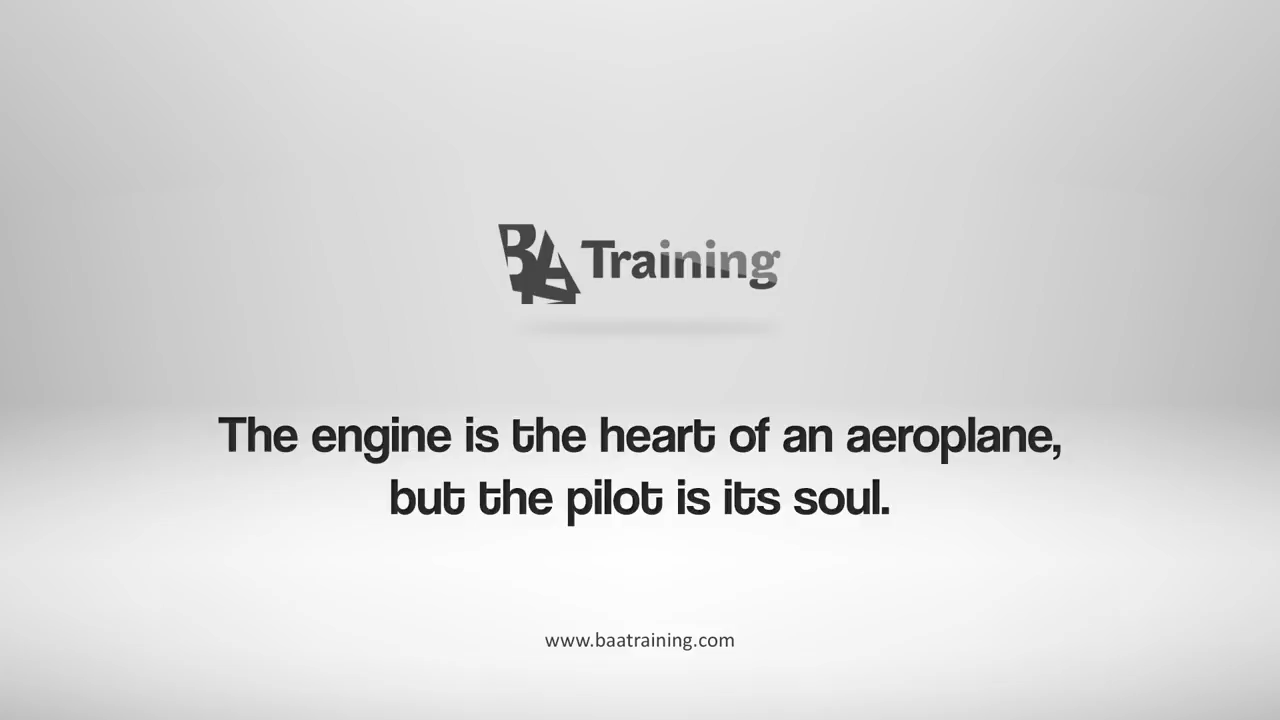 BAA Training
The engine is the heart of an aeroplane,
but the pilot is its soul.
www.baatraining.com